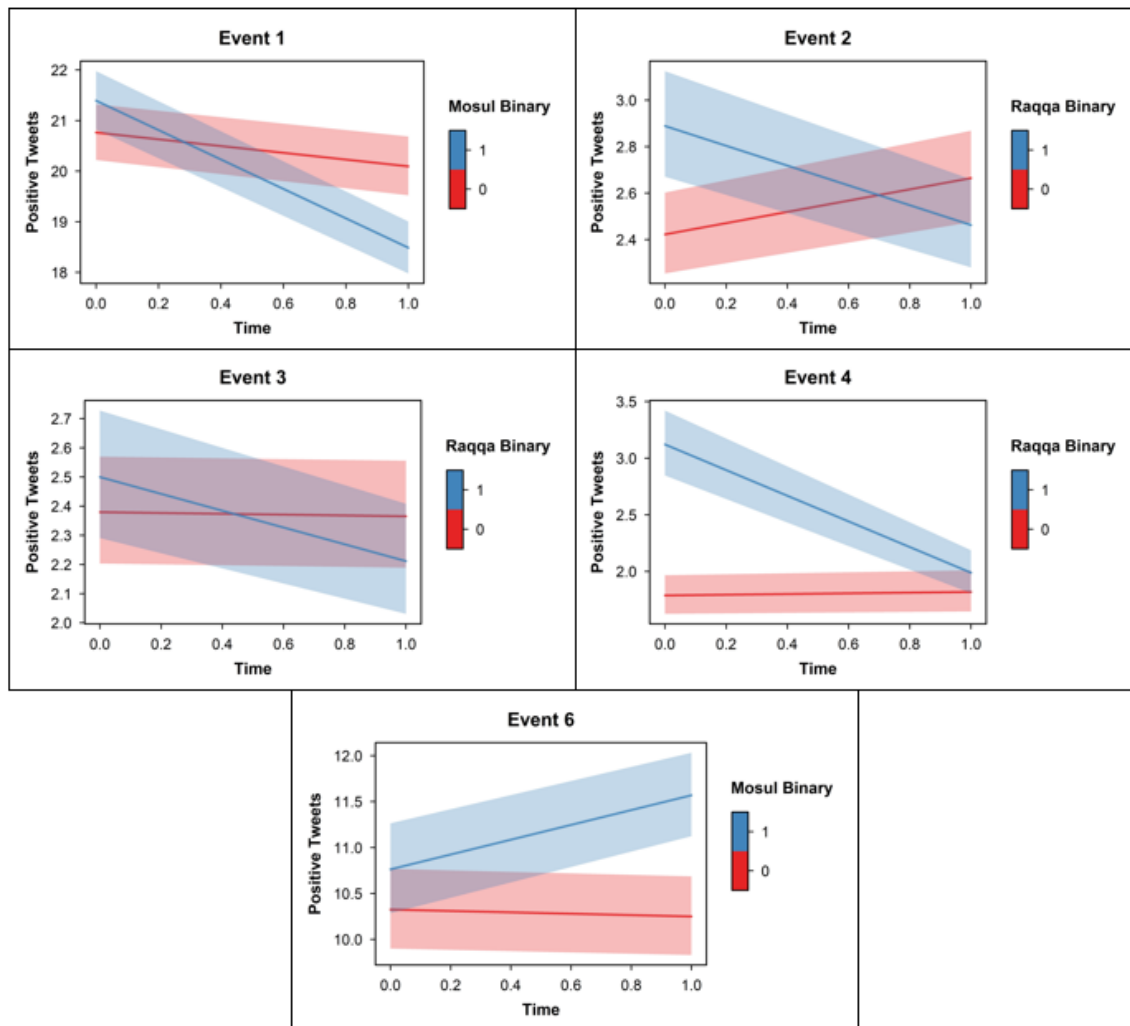 Event 1
22
21
20
19
18
Positive Tweets
0.0 0.2 0.4 0.6 0.8 1.0
Time
Mosul Binary
1
0
Event 2
3.0
2.8
2.6
2.4
Positive Tweets
0.0 0.2 0.4 0.6 0.8 1.0
Time
Raqqa Binary
1
0
Event 3
2.7
2.6
2.5
2.4
2.3
2.2
2.1
2.0
Positive Tweets
0.0 0.2 0.4 0.6 0.8 1.0
Time
Raqqa Binary
1
0
Event 4
3.5
3.0
2.5
2.0
Positive Tweets
0.0 0.2 0.4 0.6 0.8 1.0
Time
Raqqa Binary
1
0
Event 6
12.0
11.5
11.0
10.5
10.0
Positive Tweets
0.0 0.2 0.4 0.6 0.8 1.0
Time
Mosul Binary
1
0